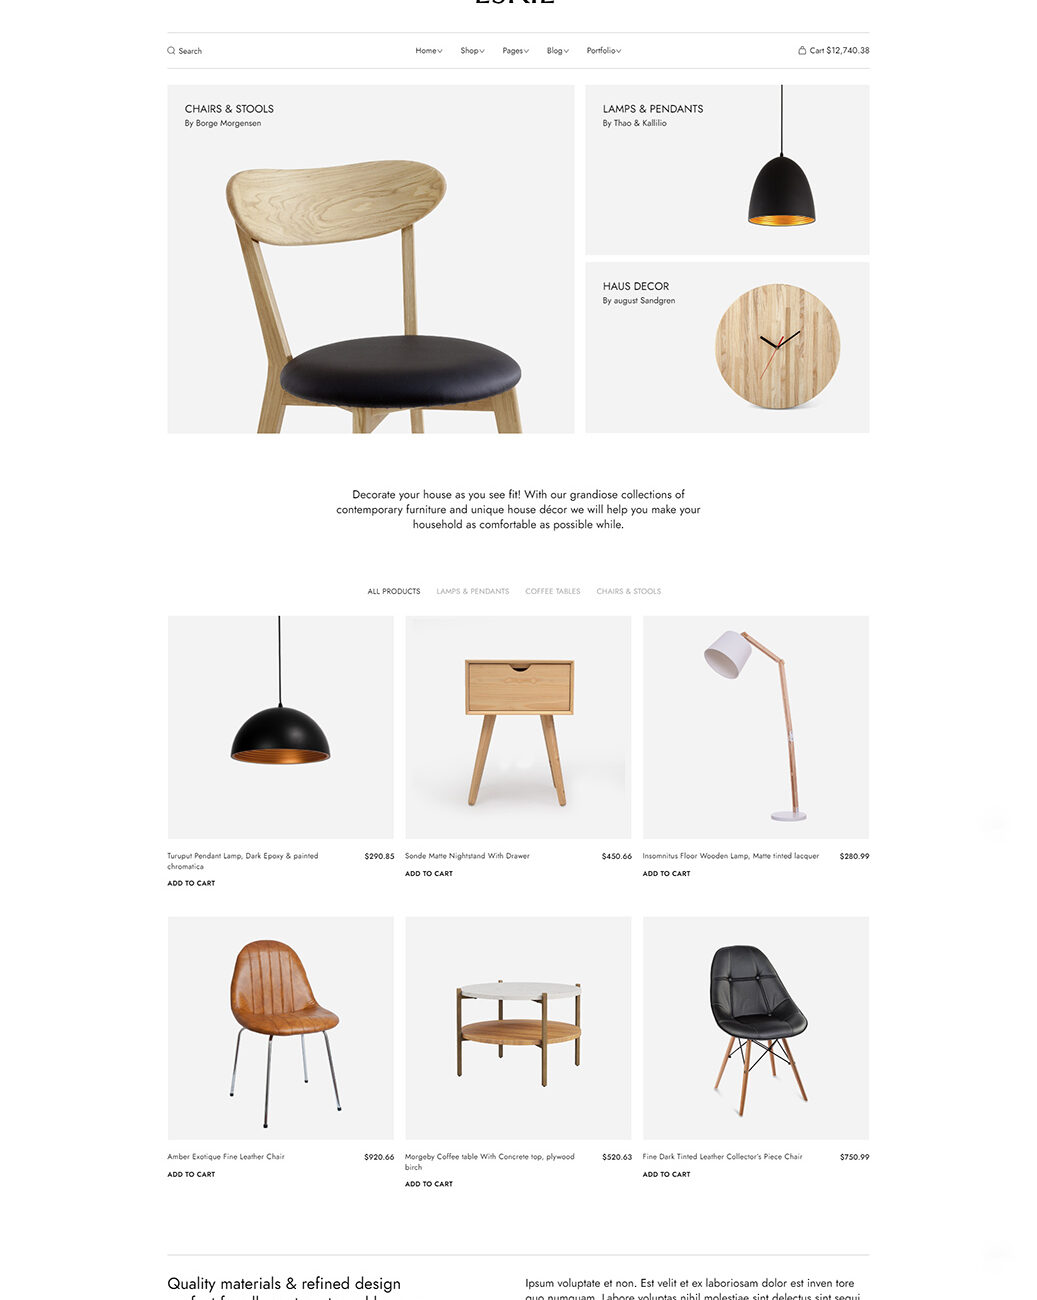 Search
Home Shop Pages Blog Portfolio
Cart $12,740.38
CHAIRS & STOOLS
By Borge Morgensen
LAMPS & PENDANTS
By Thao & Kallilio
HAUS DECOR
By august Sandgren
Decorate your house as you see fit! With our grandiose collections of
contemporary furniture and unique house décor we will help you make your
household as comfortable as possible while.
ALL PRODUCTS LAMPS & PENDANTS COFFEE TABLES CHAIRS & STOOLS
Turuput Pendant Lamp, Dark Epoxy & painted
chromatica
$290.85
ADD TO CART
Sonde Matte Nightstand With Drawer
$450.66
ADD TO CART
Insomnitus Floor Wooden Lamp, Matte tinted lacquer
$280.99
ADD TO CART
Amber Exotique Fine Leather Chair
$920.66
ADD TO CART
Morgeby Coffee table With Concrete top, plywood
birch
$520.63
ADD TO CART
Fine Dark Tinted Leather Collector's Piece Chair
$750.99
ADD TO CART
Quality materials & refined design
Ipsum voluptate et non. Est velit et ex laboriosam dolor est inven tore
quo numquam. Labore voluptas nihil molestiae sint delectus sint sequi